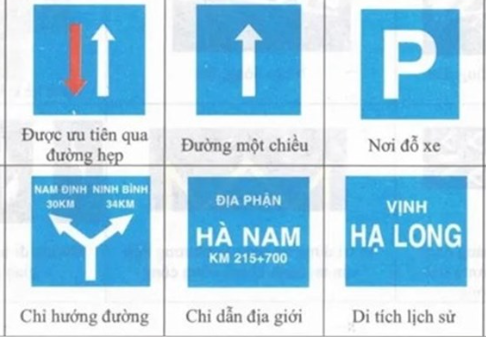 P
Được ưu tiên qua
đường hẹp
Đường một chiều
Nơi đỗ xe
NAM ĐỊNH NINH BÌNH
30KM 34KM
ĐỊA PHẬN
HÀ NAM
KM 215+700
VỊNH
HẠ LONG
Chỉ hướng đường
Chỉ dẫn địa giới
Di tích lịch sử